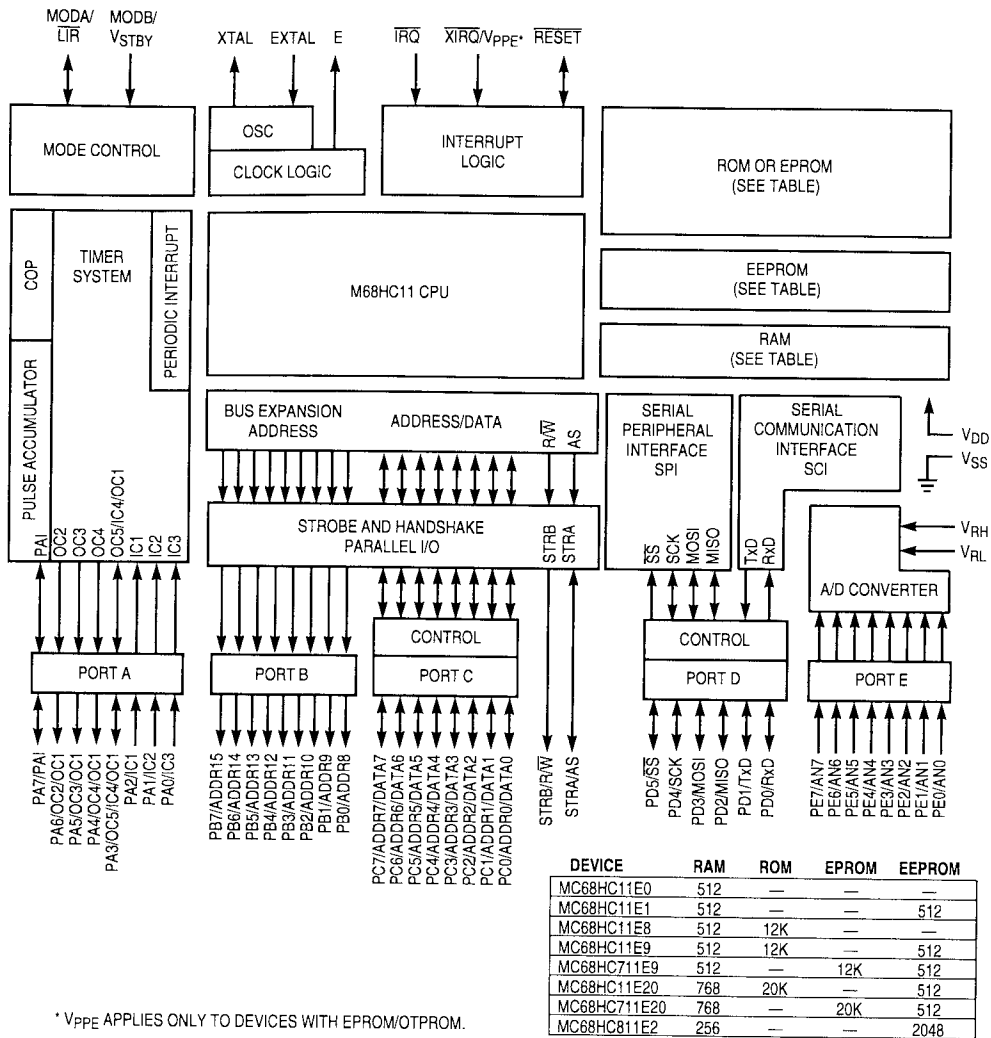 MODA/ MODB/
LIR VSTBY XTAL EXTAL E IRQ XIRQ/VPPE* RESET
MODE CONTROL
OSC
CLOCK LOGIC
INTERRUPT
LOGIC
ROM OR EPROM
(SEE TABLE)
COP
TIMER
SYSTEM
PERIODIC INTERRUPT
M68HC11 CPU
EEPROM
(SEE TABLE)
RAM
(SEE TABLE)
PULSE ACCUMULATOR
BUS EXPANSION
ADDRESS
ADDRESS/DATA
R/W
AS
SERIAL
PERIPHERAL
INTERFACE
SPI
SERIAL
COMMUNICATION
INTERFACE
SCI
VDD
VSS
STROBE AND HANDSHAKE
PARALLEL I/O
STRB
STRA
PAI
OC2
OC3
OC4
OC5/IC4/OC1
IC1
IC2
IC3
SS
SCK
MOSI
MISO
TxD
RxD
VRH
VRL
A/D CONVERTER
CONTROL
CONTROL
PORT A
PORT B
PORT C
PORT D
PORT E
PA7/PAI
PA6/OC2/OC1
PA5/OC3/OC1
PA4/OC4/OC1
PA3/OC5/IC4/OC1
PA2/IC1
PA1/IC2
PA0/IC3
PB7/ADDR15
PB6/ADDR14
PB5/ADDR13
PB4/ADDR12
PB3/ADDR11
PB2/ADDR10
PB1/ADDR9
PB0/ADDR8
PC7/ADDR7/DATA7
PC6/ADDR6/DATA6
PC5/ADDR5/DATA5
PC4/ADDR4/DATA4
PC3/ADDR3/DATA3
PC2/ADDR2/DATA2
PC1/ADDR1/DATA1
PC0/ADDR0/DATA0
STRB/R/W
STRA/AS
PD5/SS
PD4/SCK
PD3/MOSI
PD2/MISO
PD1/TxD
PD0/RxD
PE7/AN7
PE6/AN6
PE5/AN5
PE4/AN4
PE3/AN3
PE2/AN2
PE1/AN1
PE0/AN0
DEVICE RAM ROM EPROM EEPROM
MC68HC11E0 512 — — —
MC68HC11E1 512 — — 512
MC68HC11E8 512 12K — —
MC68HC11E9 512 12K — 512
MC68HC711E9 512 — 12K 512
MC68HC11E20 768 20K — 512
MC68HC711E20 768 — 20K 512
MC68HC811E2 256 — — 2048
* VPPE APPLIES ONLY TO DEVICES WITH EPROM/OTPROM.